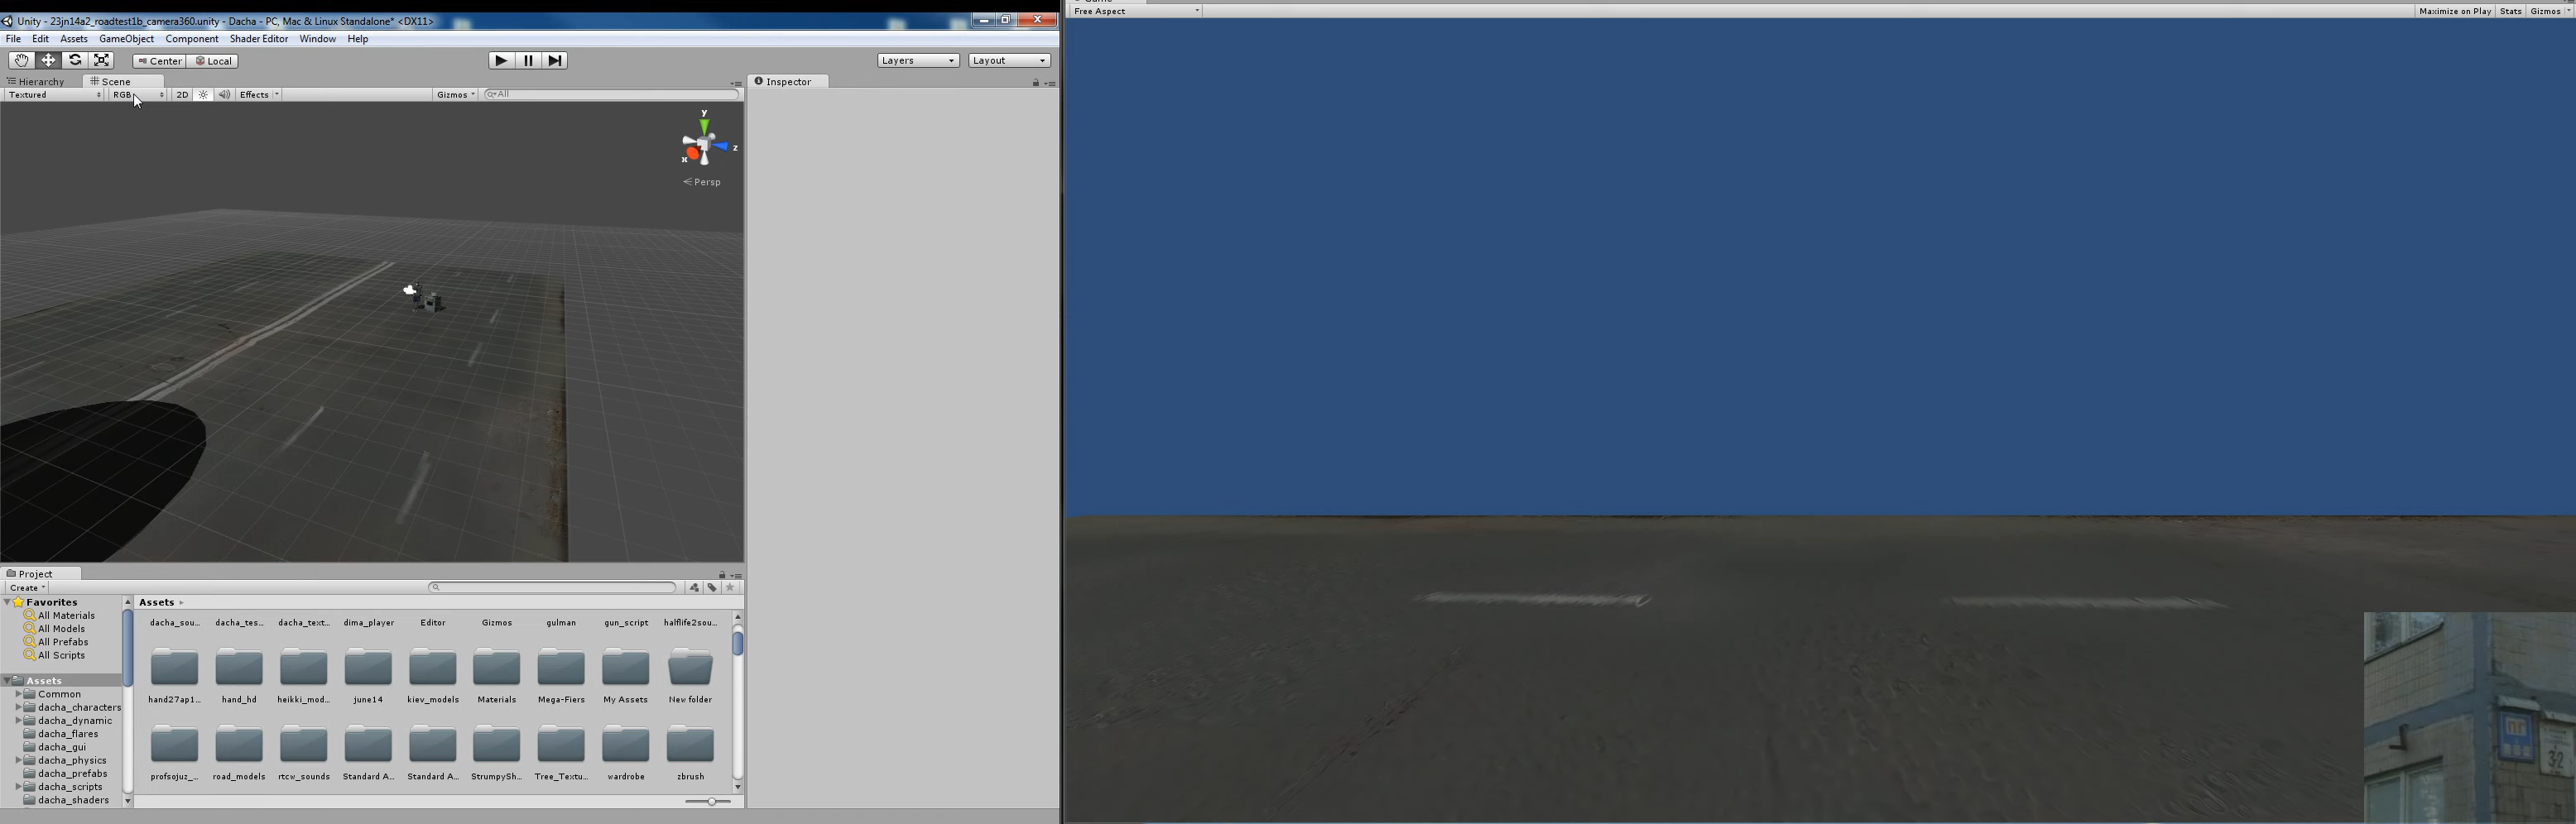 Unity - 23jn14a2_roadtest1b_camera360.unity - Dacha - PC, Mac & Linux Standalone* <DX11>
File Edit Assets GameObject Component Shader Editor Window Help
Center Local Layers Layout
Hierarchy Scene
Textured RGB 2D Effects Gizmos All
y
z
x
Persp
Inspector
Project
Create
Favorites
All Materials
All Models
All Prefabs
All Scripts
Assets
Common
dacha_characters
dacha_dynamic
dacha_flares
dacha_gui
dacha_physics
dacha_prefabs
dacha_scripts
dacha_shaders
Assets
dacha_sou... dacha_tes... dacha_text... dima_player Editor Gizmos gulman gun_script halflife2sou...
hand27ap1... hand_hd heikki_mod... june14 kiev_models Materials Mega-Fiers My Assets New folder
profsojuz_... road_models rtcw_sounds Standard A... Standard A... StrumpySh... Tree_Textu... wardrobe zbrush
Free Aspect Maximize on Play Stats Gizmos
32